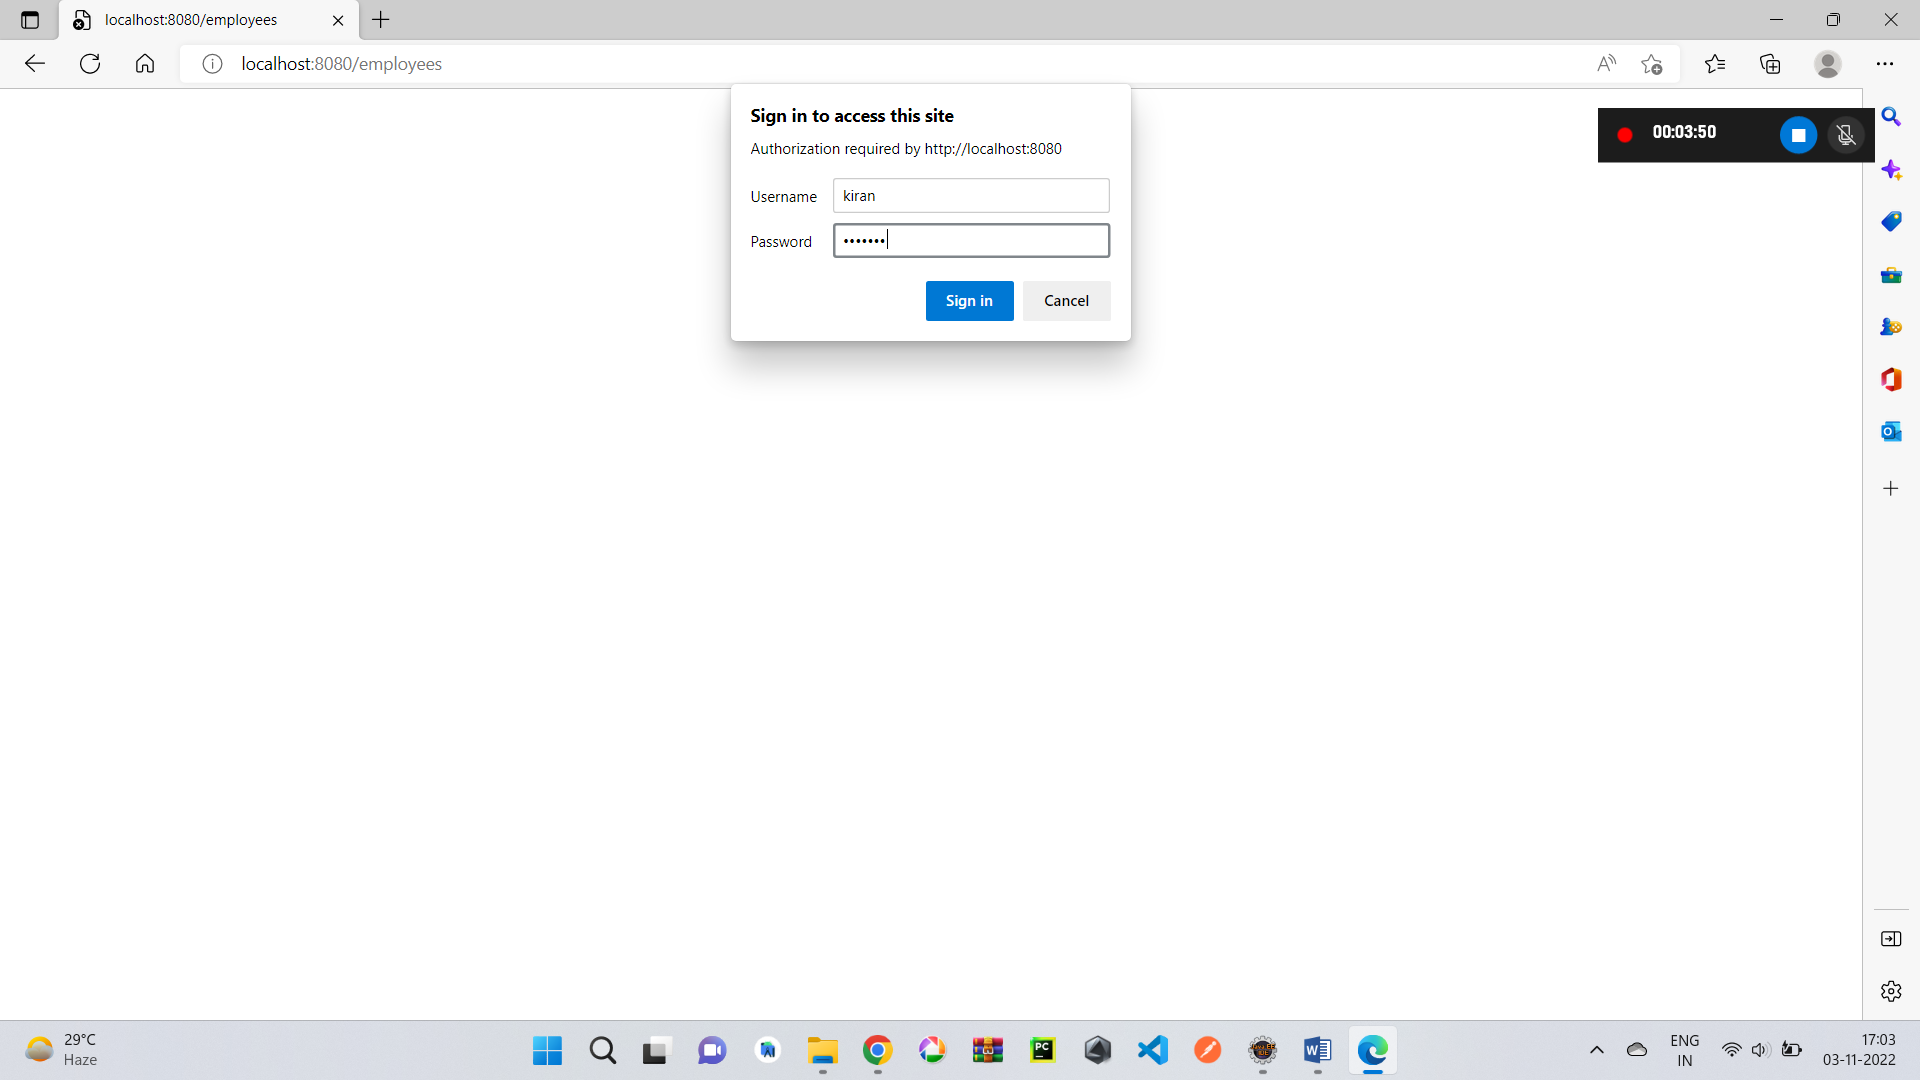 localhost:8080/employees
localhost:8080/employees
Sign in to access this site
Authorization required by http://localhost:8080
Username kiran
Password •••••••
Sign in Cancel
00:03:50
29°C
Haze
PC
ENG
IN
17:03
03-11-2022